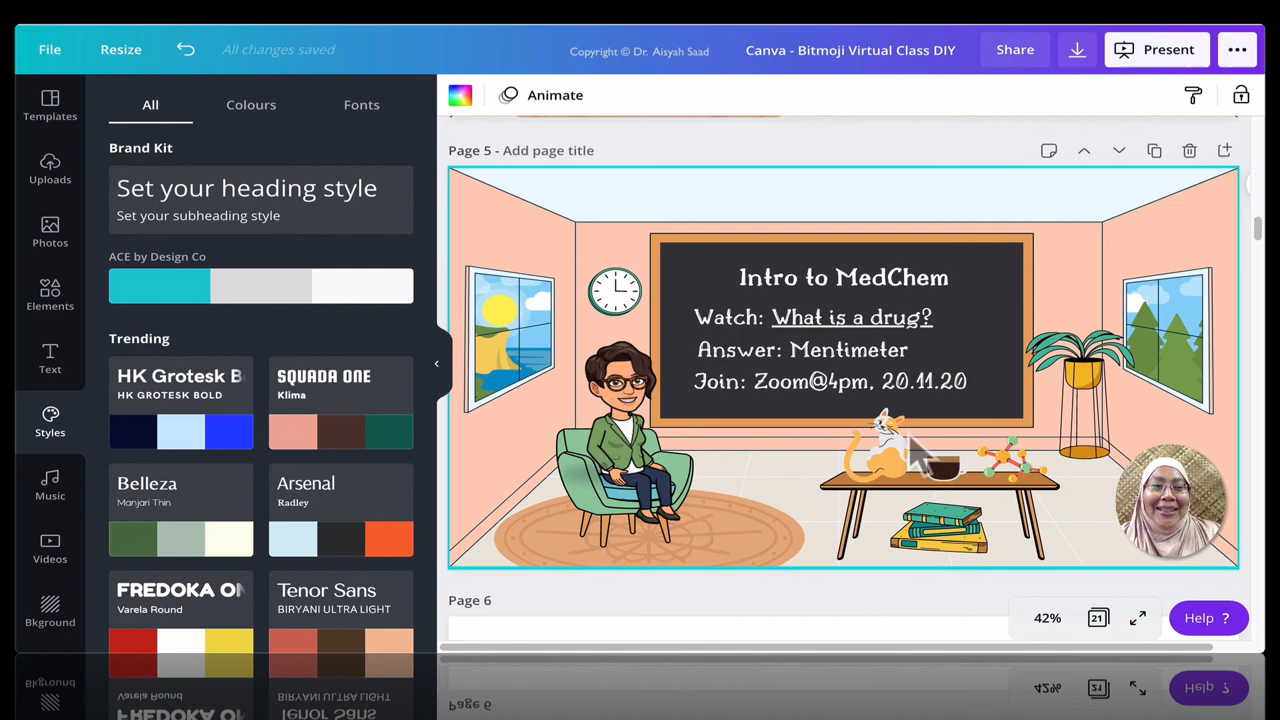 File Resize All changes saved Copyright © Dr. Aisyah Saad Canva - Bitmoji Virtual Class DIY Share Present
Templates
Uploads
Photos
Elements
Text
Styles
Music
Videos
Bkground
All Colours Fonts
Brand Kit
Set your heading style
Set your subheading style
ACE by Design Co
Trending
HK Grotesk B
HK GROTESK BOLD
SQUADA ONE
Klima
Belleza
Manjari Thin
Arsenal
Radley
FREDOKA ON
Varela Round
Tenor Sans
BIRYANI ULTRA LIGHT
Animate
Page 5 - Add page title
Intro to MedChem
Watch: What is a drug?
Answer: Mentimeter
Join: Zoom@4pm, 20.11.20
Page 6
42% 21 Help ?